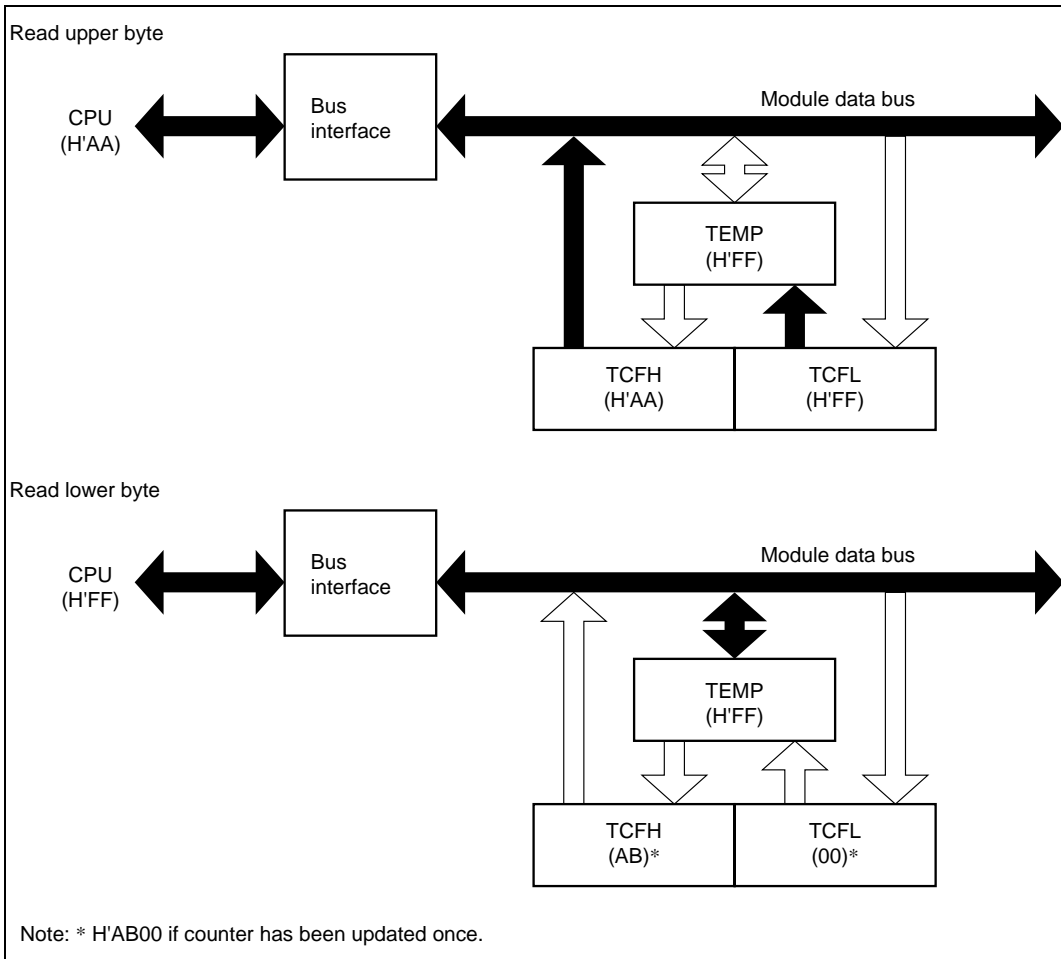 Read upper byte
CPU
(H'AA)
Bus
interface
Module data bus
TEMP
(H'FF)
TCFH
(H'AA)
TCFL
(H'FF)
Read lower byte
CPU
(H'FF)
Bus
interface
Module data bus
TEMP
(H'FF)
TCFH
(AB)*
TCFL
(00)*
Note: * H'AB00 if counter has been updated once.